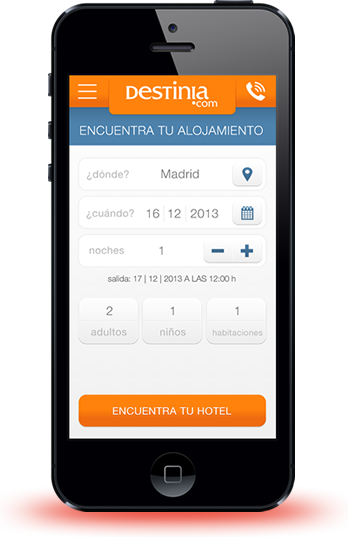 DESTINIA
.com
ENCUENTRA TU ALOJAMIENTO
¿dónde? Madrid
¿cuándo? 16 | 12 | 2013
noches 1 − +
salida: 17 | 12 | 2013 A LAS 12:00 h
2 1 1
adultos niños habitaciones
ENCUENTRA TU HOTEL